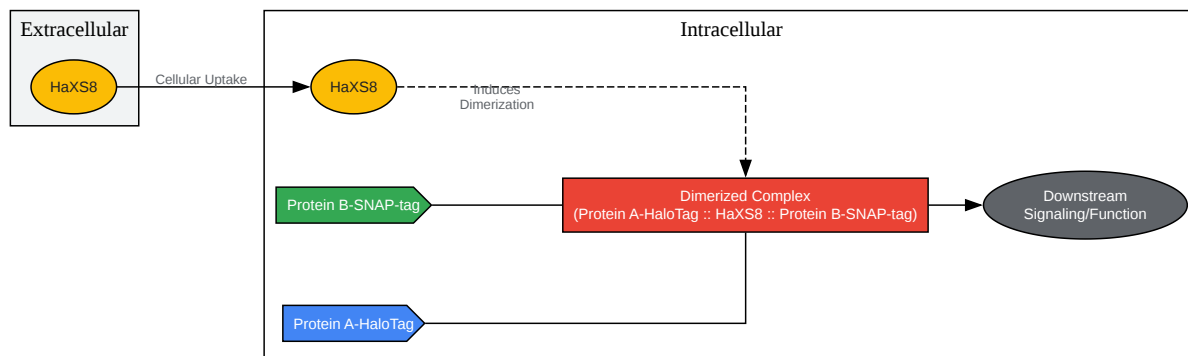 Extracellular
Intracellular
HaXS8
Cellular Uptake
HaXS8
Induces
Dimerization
Protein B-SNAP-tag
Dimerized Complex
(Protein A-HaloTag :: HaXS8 :: Protein B-SNAP-tag)
Downstream
Signaling/Function
Protein A-HaloTag